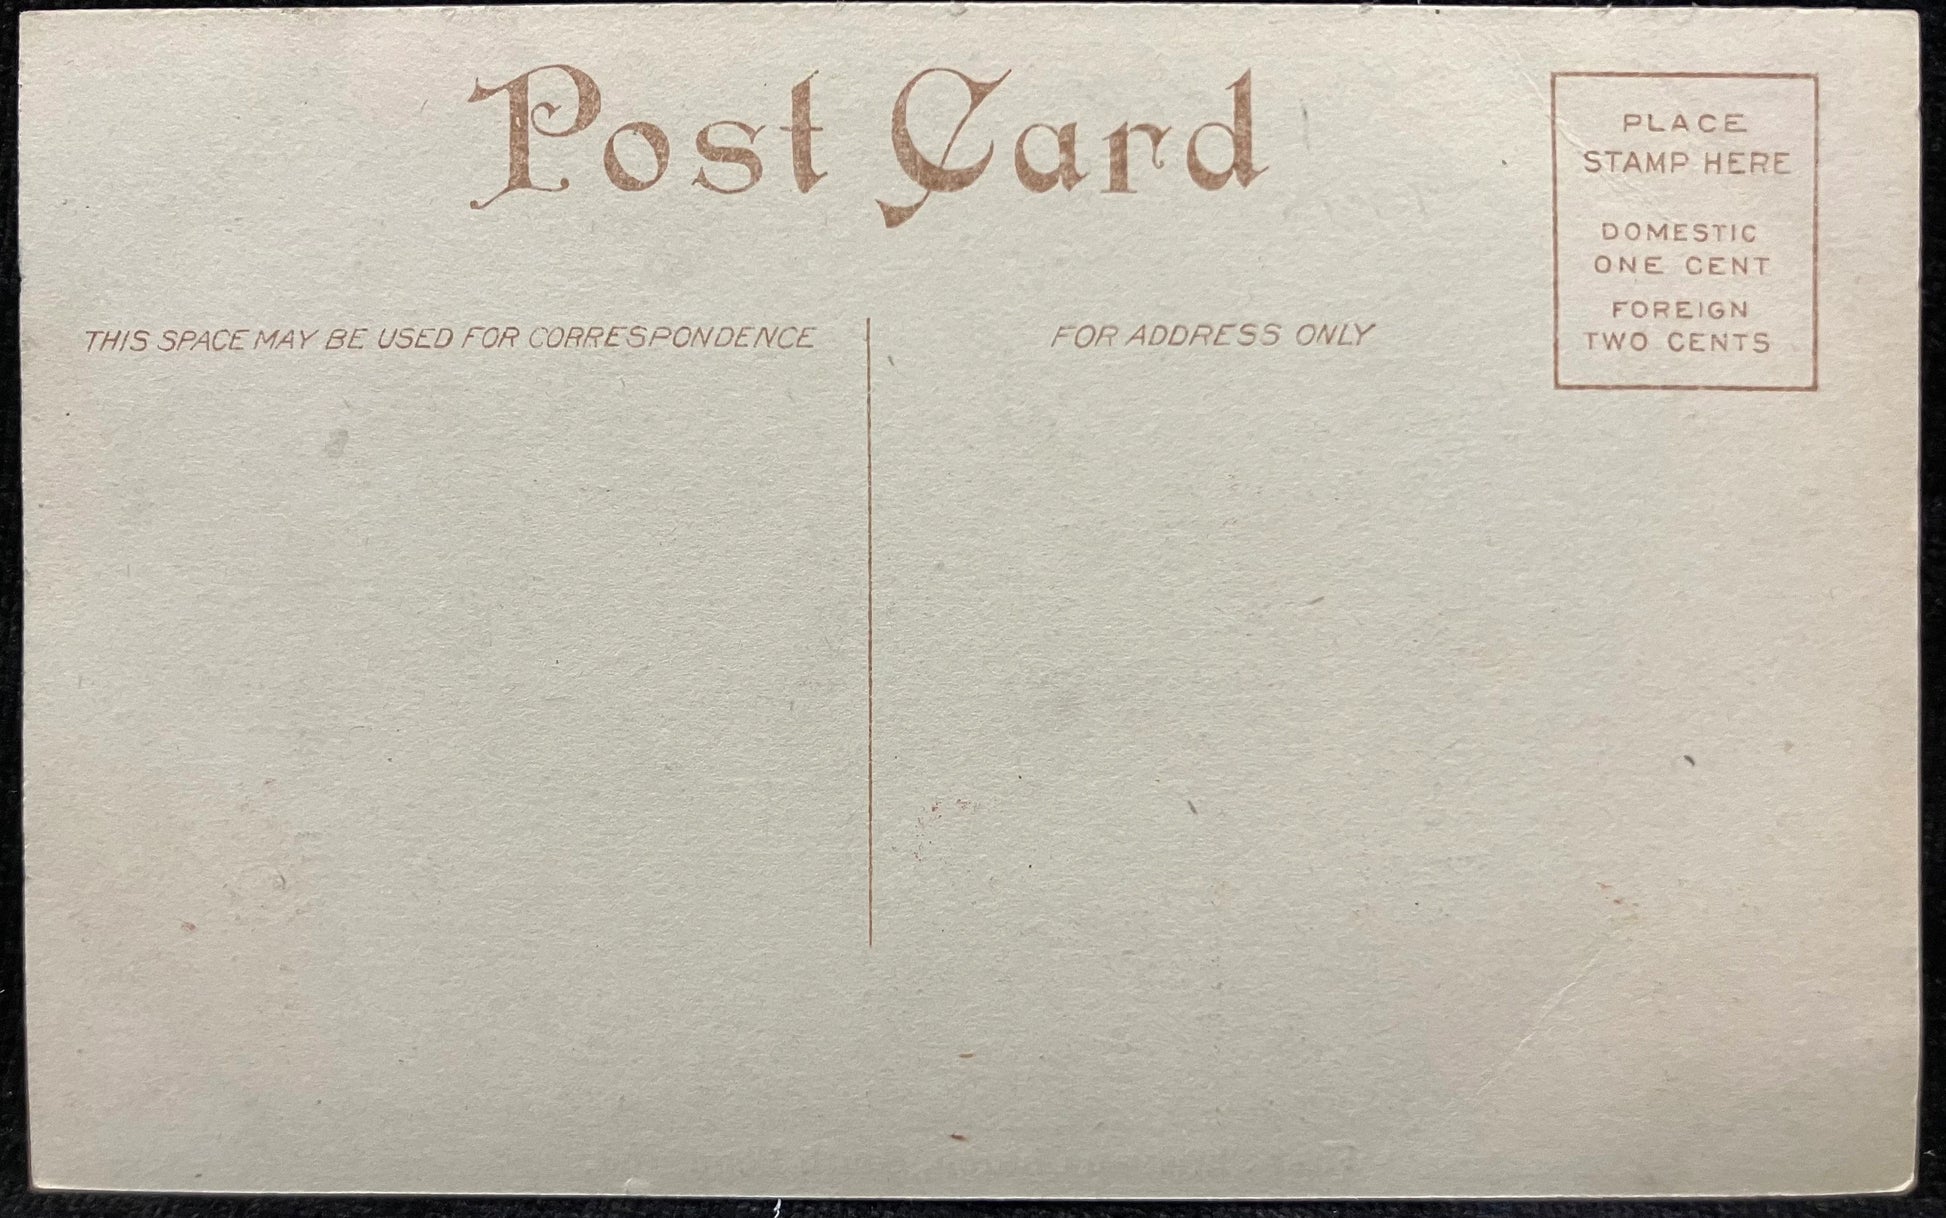 Post Card
PLACE
STAMP HERE
DOMESTIC
ONE CENT
FOREIGN
TWO CENTS
THIS SPACE MAY BE USED FOR CORRESPONDENCE
FOR ADDRESS ONLY